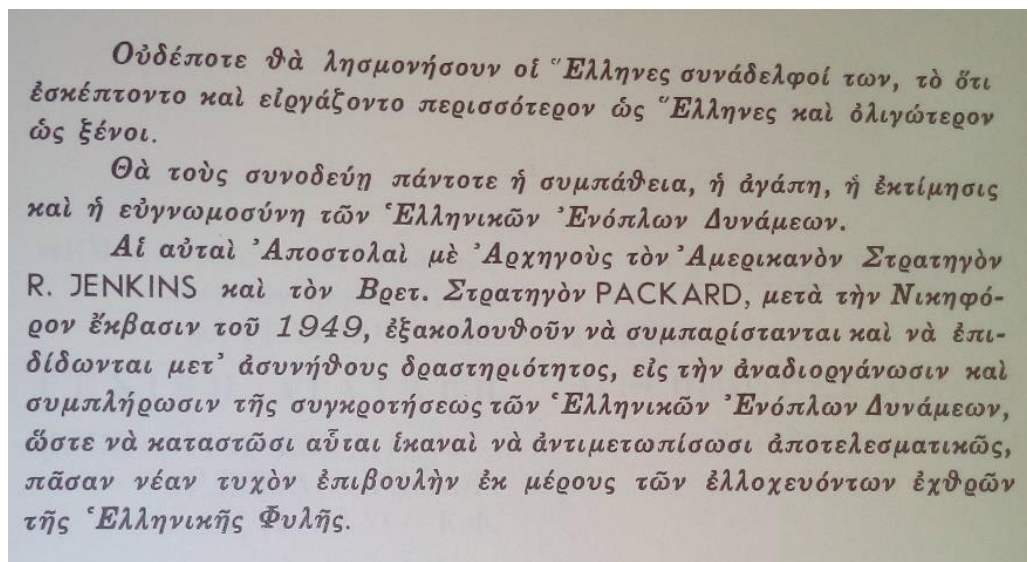 Οὐδέποτε θὰ λησμονήσουν οἱ Ἕλληνες συνάδελφοί των, τὸ ὅτι
ἐσκέπτοντο καὶ εἰργάζοντο περισσότερον ὡς Ἕλληνες καὶ ὀλιγώτερον
ὡς ξένοι.
Θὰ τοὺς συνοδεύῃ πάντοτε ἡ συμπάθεια, ἡ ἀγάπη, ἡ ἐκτίμησις
καὶ ἡ εὐγνωμοσύνη τῶν Ἑλληνικῶν Ἐνόπλων Δυνάμεων.
Αἱ αὐταὶ Ἀποστολαὶ μὲ Ἀρχηγοὺς τὸν Ἀμερικανὸν Στρατηγὸν
R. JENKINS καὶ τὸν Βρετ. Στρατηγὸν PACKARD, μετὰ τὴν Νικηφό-
ρον ἔκβασιν τοῦ 1949, ἐξακολουθοῦν νὰ συμπαρίστανται καὶ νὰ ἐπι-
δίδωνται μετ’ ἀσυνήθους δραστηριότητος, εἰς τὴν ἀναδιοργάνωσιν καὶ
συμπλήρωσιν τῆς συγκροτήσεως τῶν Ἑλληνικῶν Ἐνόπλων Δυνάμεων,
ὥστε νὰ καταστῶσι αὗται ἱκαναὶ νὰ ἀντιμετωπίσωσι ἀποτελεσματικῶς,
πᾶσαν νέαν τυχὸν ἐπιβουλὴν ἐκ μέρους τῶν ἐλλοχευόντων ἐχθρῶν
τῆς Ἑλληνικῆς Φυλῆς.